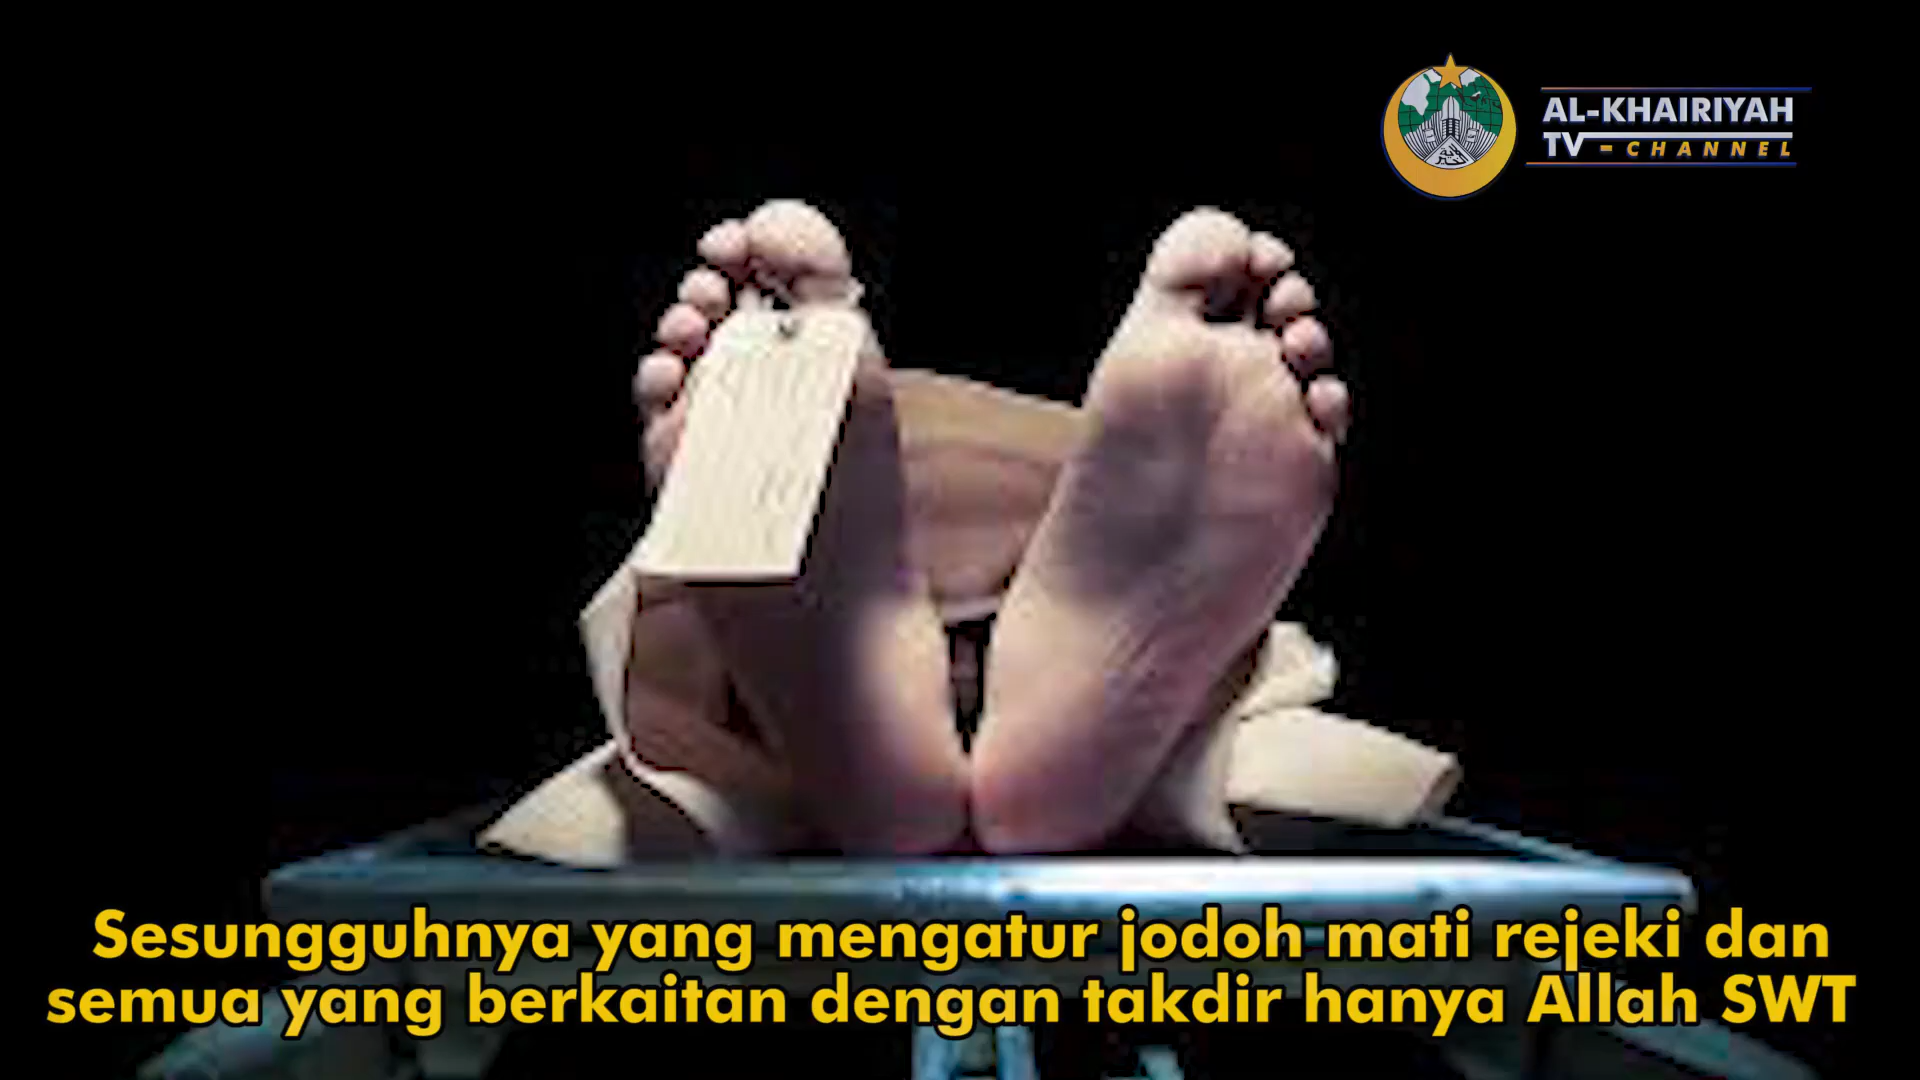 AL-KHAIRIYAH
TV - CHANNEL
Sesungguhnya yang mengatur jodoh mati rejeki dan
semua yang berkaitan dengan takdir hanya Allah SWT